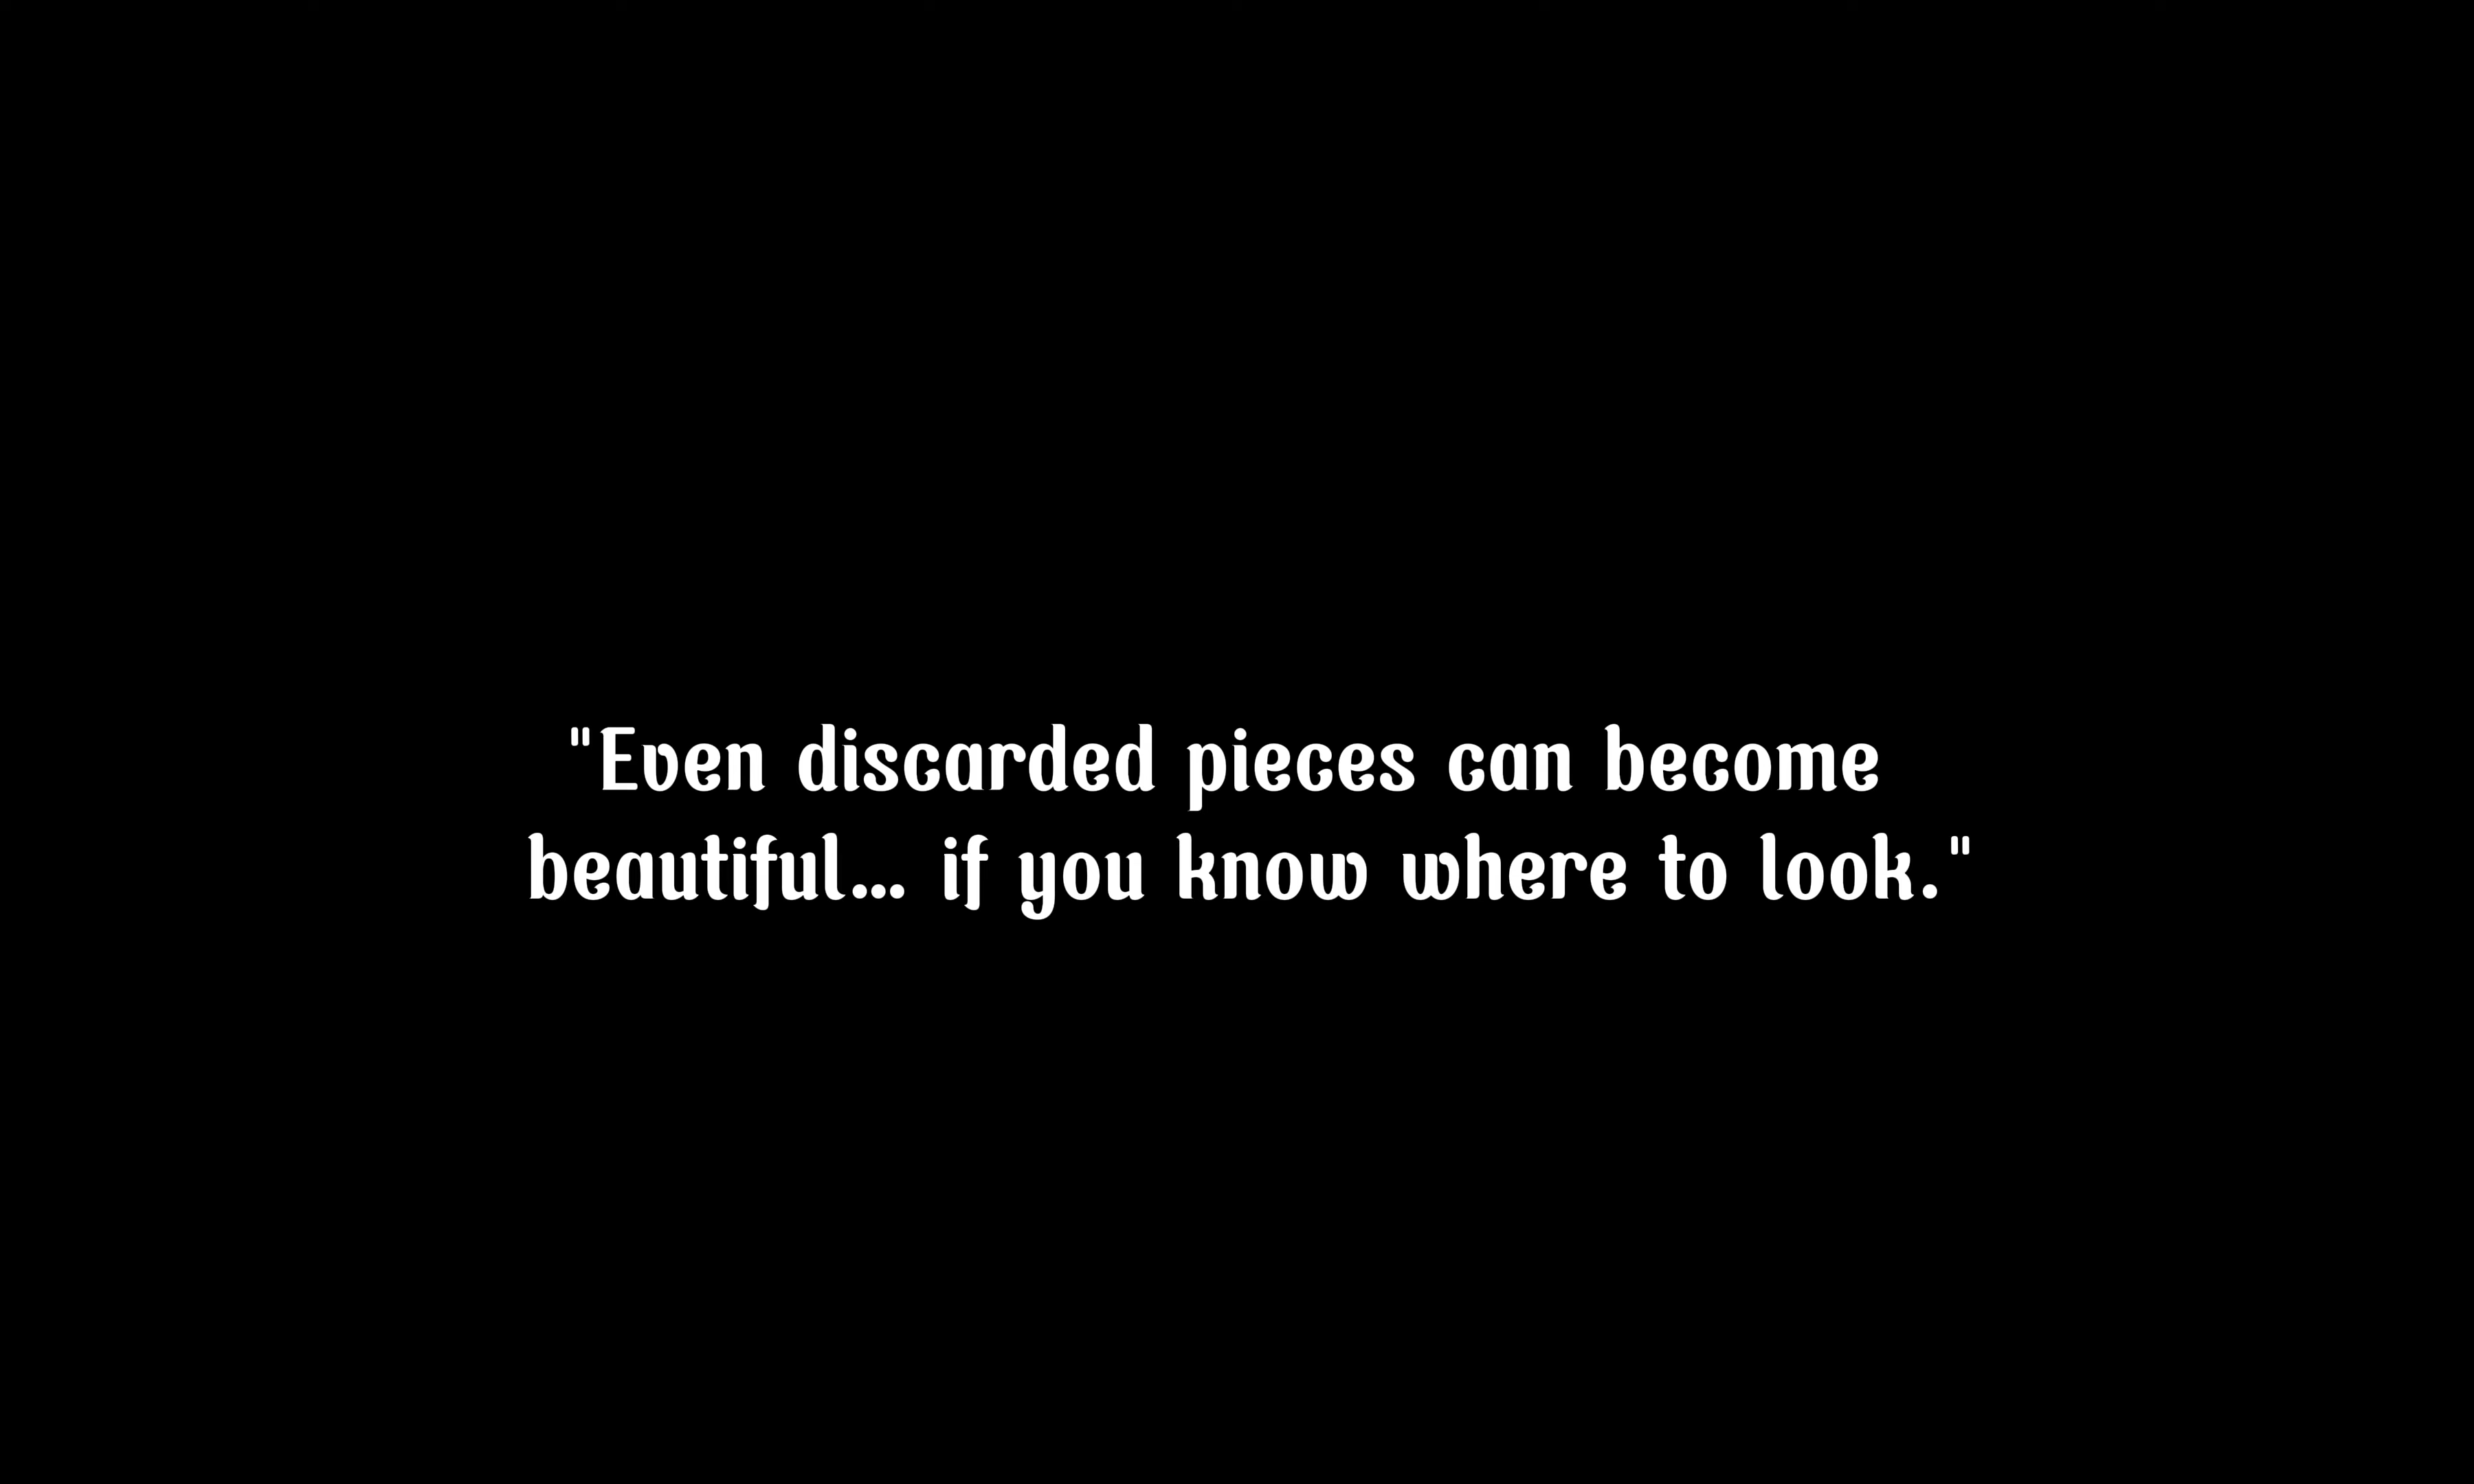 "Even discarded pieces can become
beautiful... if you know where to look."